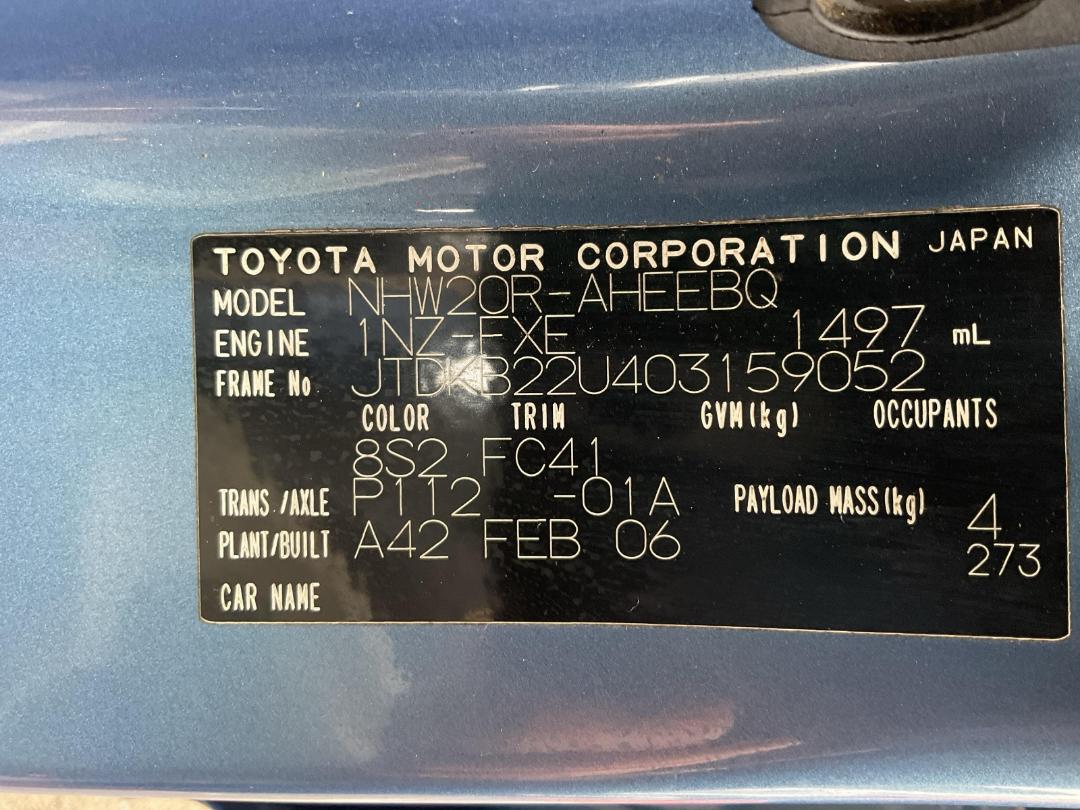 TOYOTA MOTOR CORPORATION JAPAN
MODEL NHW20R-AHEEBQ
ENGINE 1NZ-FXE 1497 mL
FRAME No JTDKB22U403159052
COLOR TRIM GVM(kg) OCCUPANTS
8S2 FC41
TRANS./AXLE P112 -01A PAYLOAD MASS(kg) 4
PLANT/BUILT A42 FEB 06 273
CAR NAME